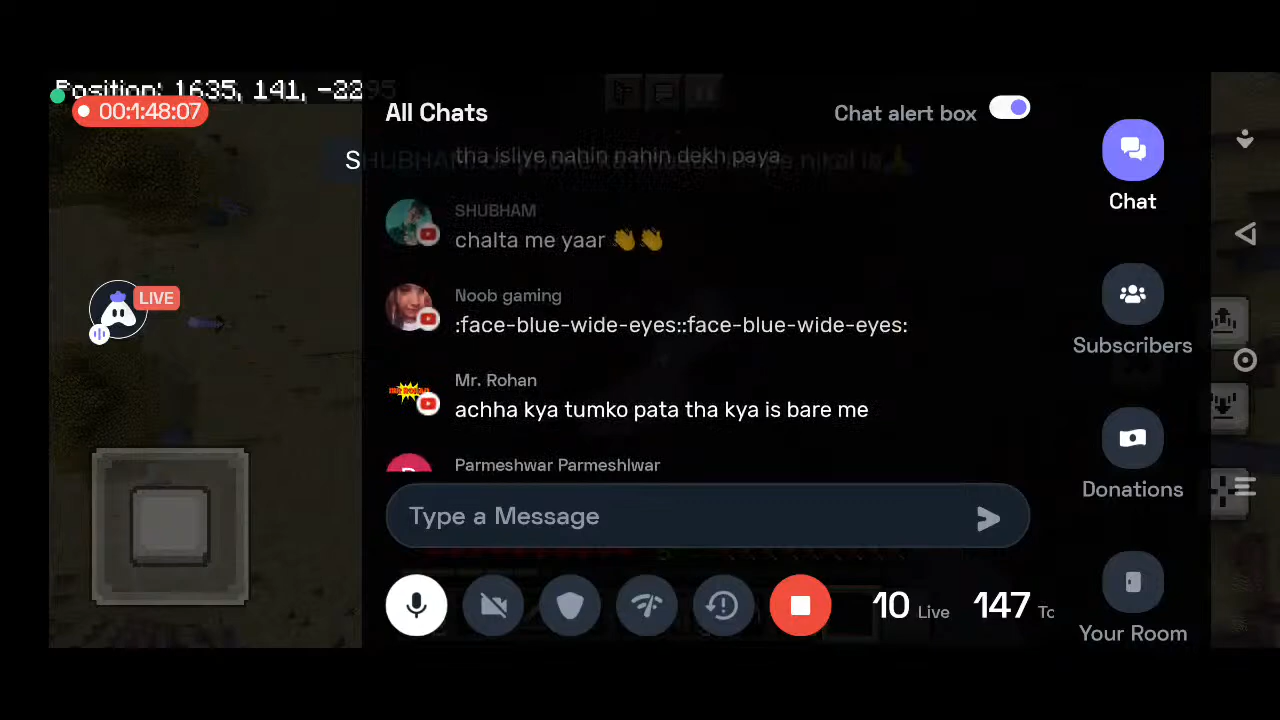 Position: 1635, 141, -2295
00:1:48:07
All Chats
Chat alert box
tha isliye nahin nahin dekh paya
SHUBHAM
chalta me yaar 👏👏
LIVE
Noob gaming
:face-blue-wide-eyes::face-blue-wide-eyes:
Mr. Rohan
achha kya tumko pata tha kya is bare me
Parmeshwar Parmeshlwar
Type a Message
10 Live 147 To
Chat
Subscribers
Donations
Your Room